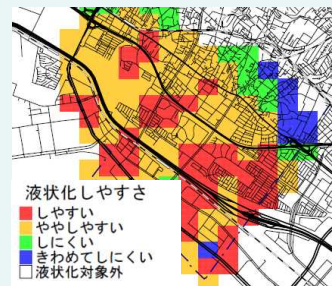 液状化しやすさ
しやすい
ややしやすい
しにくい
きわめてしにくい
液状化対象外